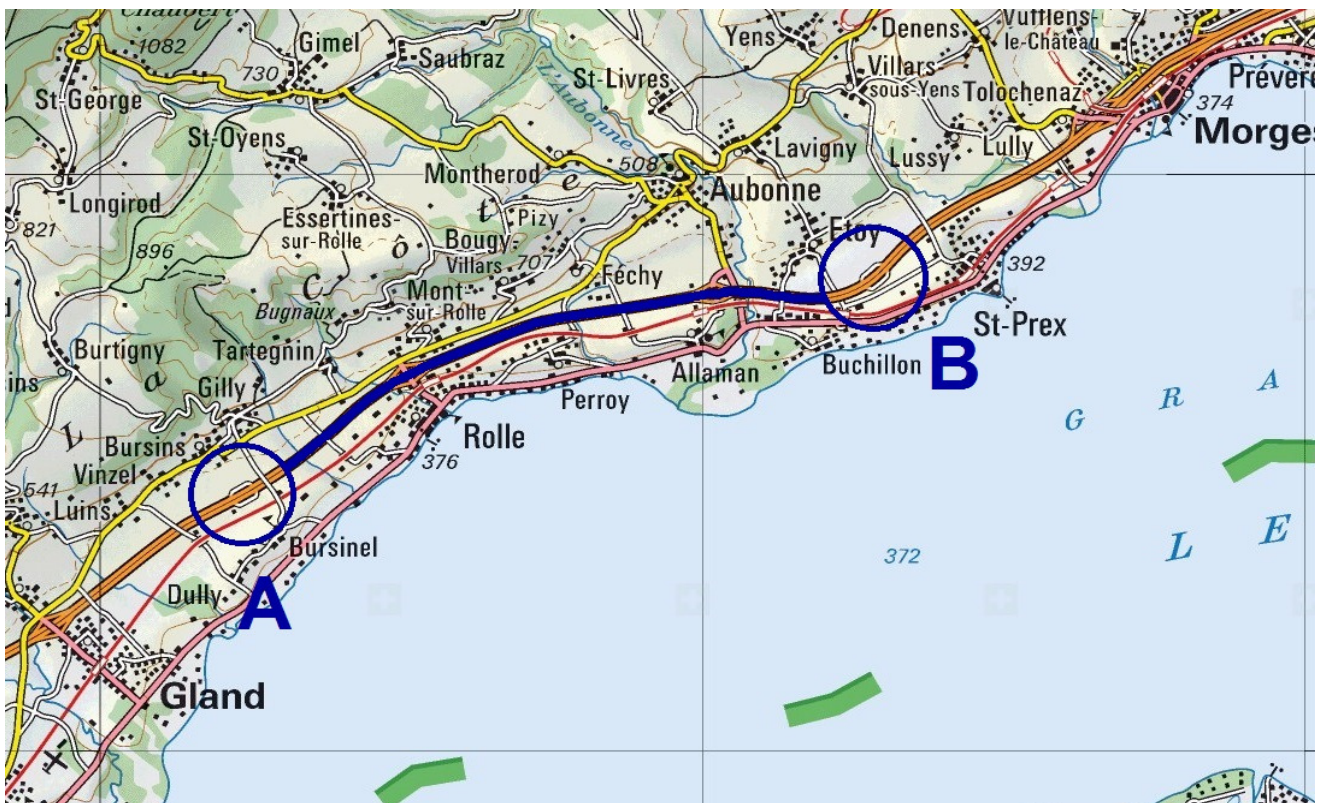 Chaubert
1082
Gimel
Saubraz
Yens
Denens
Vufflens-
le-Château
730
St-George
St-Livres
Villars
sous-Yens
Tolochenaz
Prévere
374
Morges
St-Oyens
l'Aubonne
Lavigny
Lussy
Lully
508
Montherod
Aubonne
Longirod
821
Essertines-
sur-Rolle
Pizy
Etoy
896
Bougy-
Villars
707
Féchy
392
Bugnaux
Mont
sur-Rolle
St-Prex
L a C ô t e
Burtigny
ins
Tartegnin
Gilly
Allaman
Buchillon
B
G R A
Perroy
Bursins
Vinzel
Rolle
376
541
Luins
L E
372
Bursinel
Dully
A
Gland